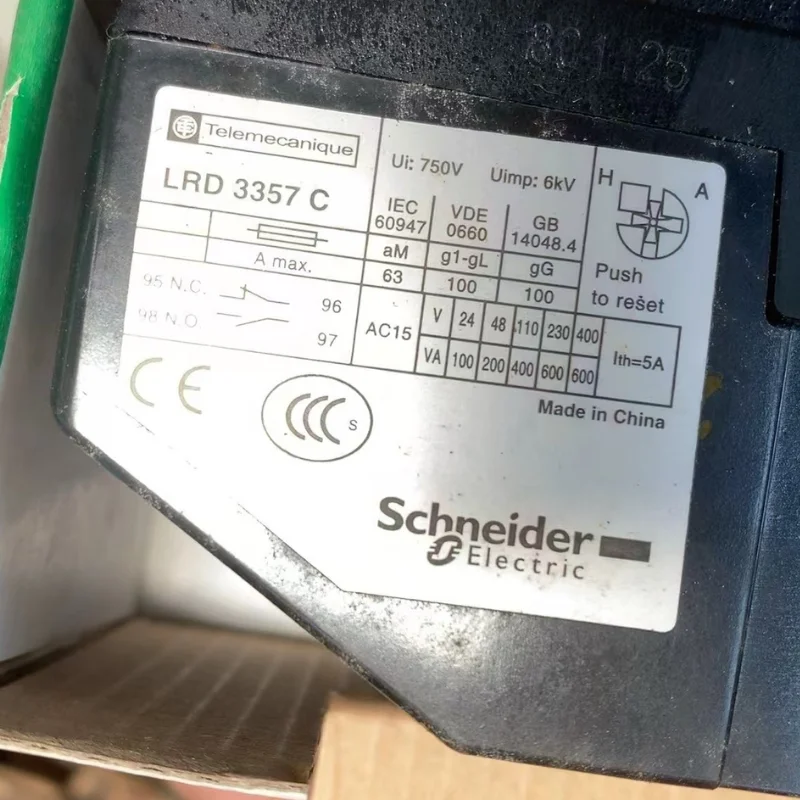 Telemecanique
LRD 3357 C
Ui: 750V Uimp: 6kV
H A
IEC 60947 VDE 0660 GB 14048.4
aM g1-gL gG
A max. 63 100 100
Push
to reset
95 N.C. 96
98 N.O. 97
AC15
V 24 48 110 230 400
VA 100 200 400 600 600
Ith=5A
CE
CCC S
Made in China
Schneider
Electric